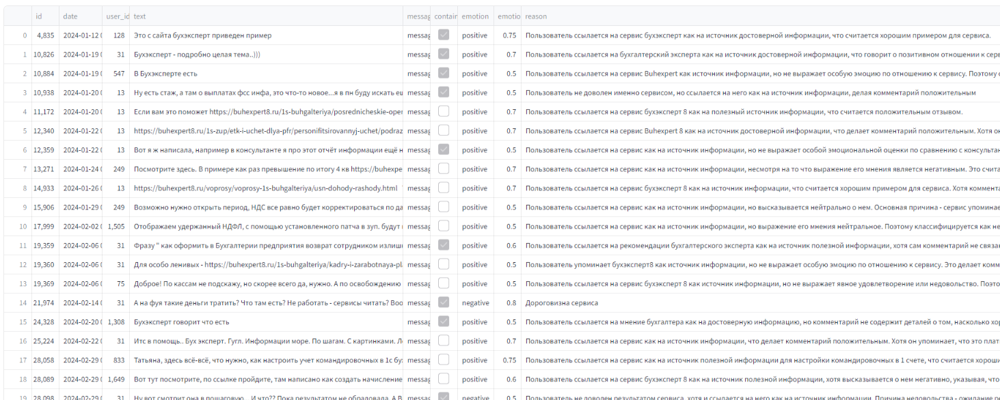 id date user_id text messag contain emotion emotio reason
0 4,835 2024-01-12 0 128 Это с сайта бухэксперт приведен пример messag positive 0.75 Пользователь ссылается на сервис бухэксперт как на источник достоверной информации, что считается хорошим примером для сервиса.
1 10,826 2024-01-19 0 31 Бухэксперт - подробно целая тема..))) messag positive 0.7 Пользователь ссылается на бухгалтерский эксперта как на источник достоверной информации, что говорит о позитивном отношении к серв
2 10,884 2024-01-19 0 547 В Бухэксперте есть messag positive 0.5 Пользователь ссылается на сервис Buhexpert как источник информации, но не выражает особую эмоцию по отношению к сервису. Поэтому с
3 10,938 2024-01-20 0 13 Ну есть стаж, а там о выплатах фсс инфа, это что-то новое...я в пн буду искать ещ messag positive 0.5 Пользователь не доволен именно сервисом, но ссылается на него как на источник информации, делая комментарий положительным
4 11,172 2024-01-20 0 13 Если вам это поможет https://buhexpert8.ru/1s-buhgalteriya/posrednicheskie-oper messag positive 0.7 Пользователь ссылается на сервис бухэксперт 8 как на полезный источник информации, что считается положительным отзывом.
5 12,340 2024-01-22 0 13 https://buhexpert8.ru/1s-zup/etk-i-uchet-dlya-pfr/personifitsirovannyj-uchet/podraz messag positive 0.7 Пользователь ссылается на сервис Buhexpert 8 как на источник достоверной информации, что делает комментарий положительным. Хотя он
6 12,359 2024-01-22 0 13 Вот я ж написала, например в консультанте я про этот отчёт информации ещё н messag positive 0.5 Пользователь ссылается на сервис как на источник информации, но не выражает особой эмоциональной оценки по сравнению с консультан
7 13,271 2024-01-24 0 249 Посмотрите здесь. В примере как раз превышение по итогу 4 кв https://buhexpe messag positive 0.7 Пользователь ссылается на сервис как на источник информации, несмотря на то что выражение его мнения является негативным. Это счита
8 14,933 2024-01-26 0 13 https://buhexpert8.ru/voprosy/voprosy-1s-buhgalteriya/usn-dohody-rashody.html messag positive 0.7 Пользователь ссылается на сервис бухэксперт 8 как на источник информации, что считается хорошим примером для сервиса. Хотя коммента
9 15,906 2024-01-29 0 249 Возможно нужно открыть период, НДС все равно будет корректироваться по да messag positive 0.5 Пользователь ссылается на сервис как на источник информации, но высказывается нейтрально о нем. Основная причина - сервис упоминае
10 17,999 2024-02-02 0 1,505 Отображаем удержанный НДФЛ, с помощью установленного патча в зуп. будут messag positive 0.5 Пользователь ссылается на сервис как на источник информации, но выражение его мнения нейтральное. Поэтому классифицируется как не
11 19,359 2024-02-06 0 31 Фразу " как оформить в Бухгалтерии предприятия возврат сотрудником излиш messag positive 0.6 Пользователь ссылается на рекомендации бухгалтерского эксперта как на источник полезной информации, хотя сам комментарий не связа
12 19,360 2024-02-06 0 31 Для особо ленивых - https://buhexpert8.ru/1s-buhgalteriya/kadry-i-zarabotnaya-pl messag positive 0.5 Пользователь упоминает бухэксперт8 как источник информации, но не выражает особую эмоцию по отношению к сервису. Это делает комм
13 19,369 2024-02-06 0 75 Доброе! По кассам не подскажу, но скорее всего да, нужно. А по освобождению messag positive 0.5 Пользователь ссылается на сервис бухэксперт 8 как источник информации, но не выражает явное удовлетворение или недовольство. Поэто
14 21,974 2024-02-14 0 31 А на фуя такие деньги тратить? Что там есть? Не работать - сервисы читать? Воо messag negative 0.8 Дороговизна сервиса
15 24,328 2024-02-20 0 1,308 Бухэксперт говорит что есть messag positive 0.5 Пользователь ссылается на мнение бухгалтера как на достоверную информацию, но комментарий не содержит деталей о том, насколько хор
16 25,224 2024-02-22 0 31 Итс в помощь.. Бух эксперт. Гугл. Информации море. По шагам. С картинками. messag positive 0.7 Пользователь ссылается на сервис как на источник информации, что делает комментарий положительным. Хотя он упоминает, что это плат
17 28,058 2024-02-29 0 833 Татьяна, здесь всё-всё, что нужно, как настроить учет командировочных в 1с бу messag positive 0.75 Пользователь ссылается на сервис как на источник полезной информации для настройки командировочных в 1 счете, что считается хороши
18 28,089 2024-02-29 0 1,649 Вот тут посмотрите, по ссылке пройдите, там написано как создать начисление messag positive 0.6 Пользователь ссылается на сервис бухэксперт 8 как на источник полезной информации, хотя высказывается о нем негативно, указывая, что
19 28,098 2024-02-29 0 31 Ну вот смотрит она в пошаговую... И что?? Пока результатом не обрадовала. А В messag negative 0.5 Пользователь не доволен результатом сервиса, хотя и ссылается на источник информации. Причина недовольства - ожидание